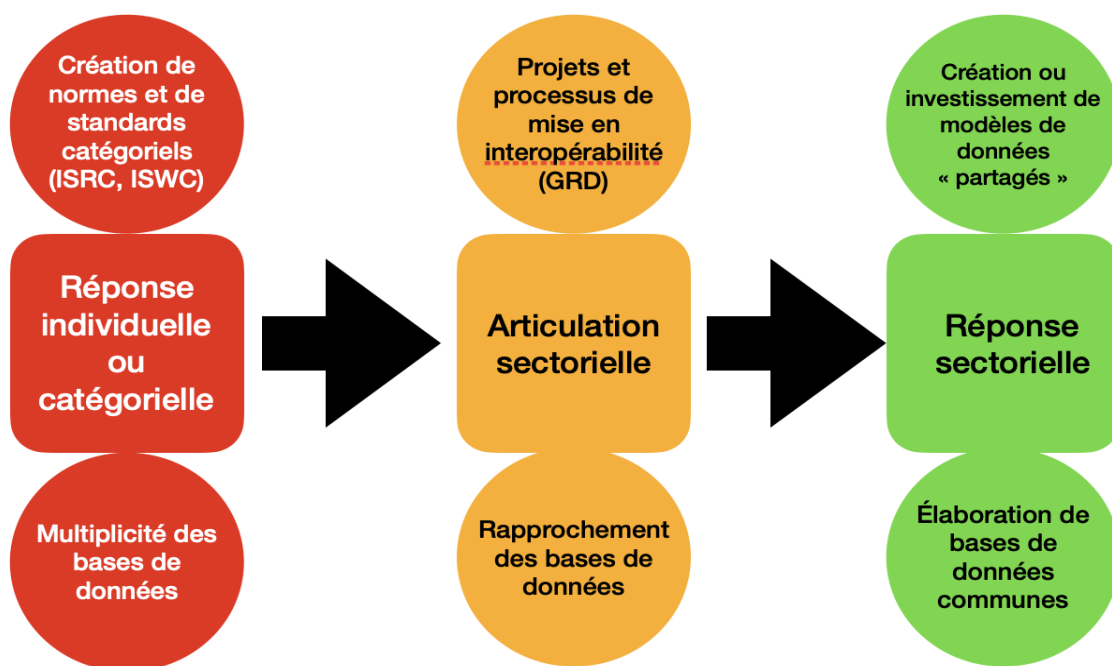 Création de
normes et de
standards
catégoriels
(ISRC, ISWC)
Réponse
individuelle
ou
catégorielle
Multiplicité des
bases de
données
Projets et
processus de
mise en
interopérabilité
(GRD)
Articulation
sectorielle
Rapprochement
des bases de
données
Création ou
investissement de
modèles de
données
« partagés »
Réponse
sectorielle
Élaboration de
bases de
données
communes